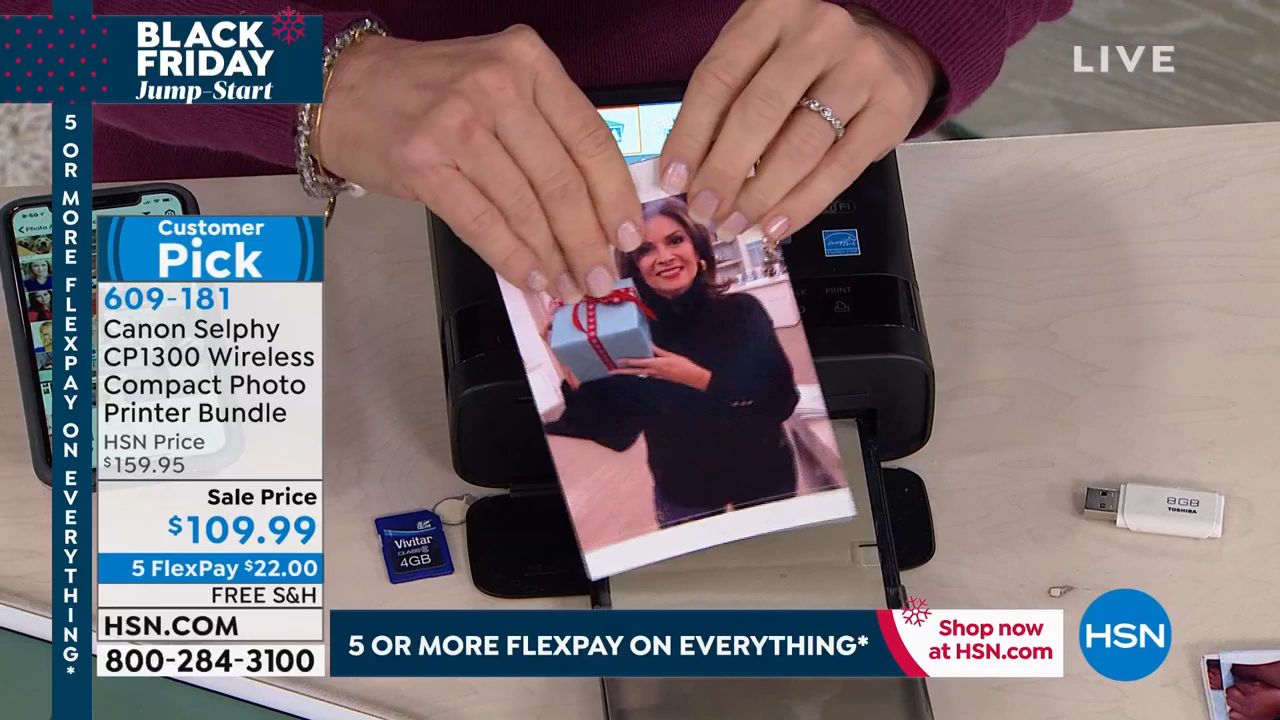 BLACK
FRIDAY
Jump-Start
LIVE
5 OR MORE FLEXPAY ON EVERYTHING*
Customer
Pick
609-181
Canon Selphy
CP1300 Wireless
Compact Photo
Printer Bundle
HSN Price
$159.95
Sale Price
$109.99
5 FlexPay $22.00
FREE S&H
HSN.COM
800-284-3100
PRINT
ENERGY STAR
Vivitar
CLASS
4GB
8GB
TOSHIBA
5 OR MORE FLEXPAY ON EVERYTHING*
Shop now
at HSN.com
HSN